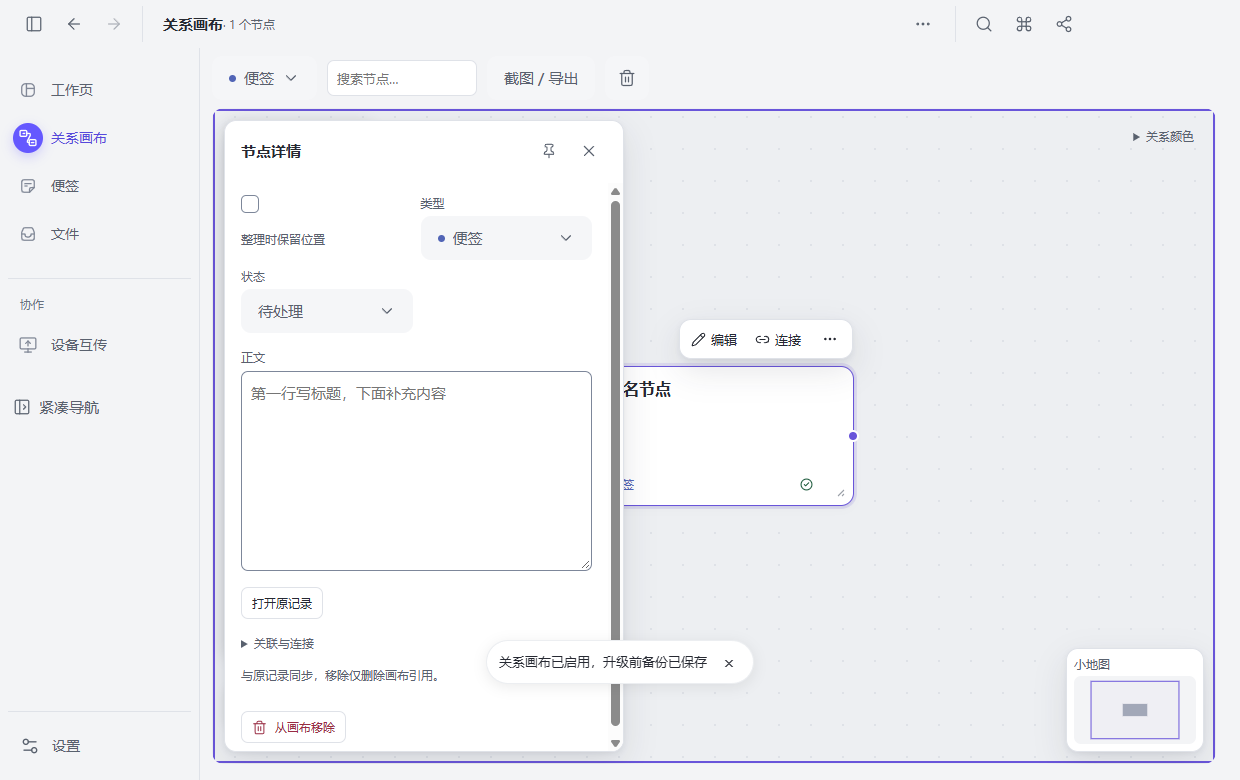 关系画布 · 1 个节点
工作页
关系画布
便签
文件
协作
设备互传
紧凑导航
设置
便签
搜索节点...
截图 / 导出
关系颜色
节点详情
整理时保留位置
类型
便签
状态
待处理
正文
第一行写标题，下面补充内容
打开原记录
关联与连接
与原记录同步，移除仅删除画布引用。
从画布移除
编辑
连接
名节点
签
关系画布已启用，升级前备份已保存
小地图